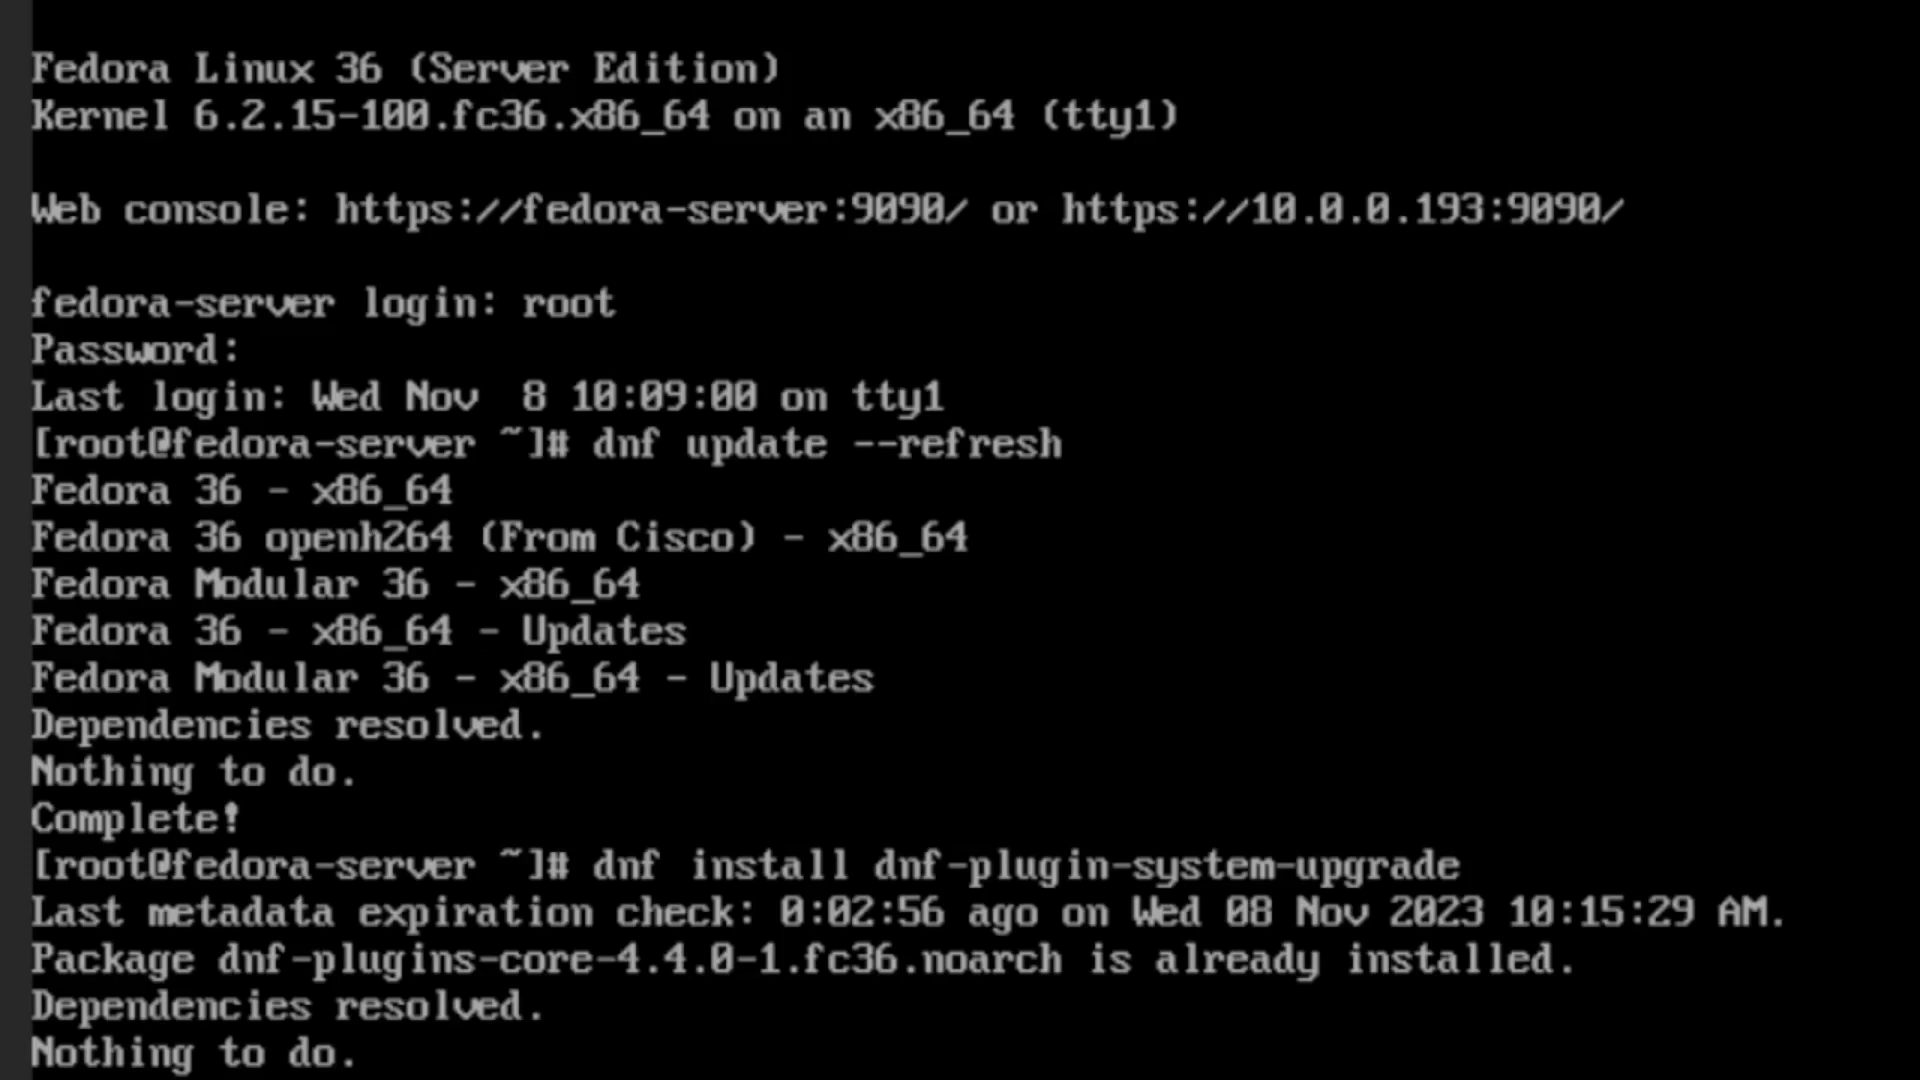 Fedora Linux 36 (Server Edition)
Kernel 6.2.15-100.fc36.x86_64 on an x86_64 (tty1)
Web console: https://fedora-server:9090/ or https://10.0.0.193:9090/
fedora-server login: root
Password:
Last login: Wed Nov  8 10:09:00 on tty1
[root@fedora-server ~]# dnf update --refresh
Fedora 36 - x86_64
Fedora 36 openh264 (From Cisco) - x86_64
Fedora Modular 36 - x86_64
Fedora 36 - x86_64 - Updates
Fedora Modular 36 - x86_64 - Updates
Dependencies resolved.
Nothing to do.
Complete!
[root@fedora-server ~]# dnf install dnf-plugin-system-upgrade
Last metadata expiration check: 0:02:56 ago on Wed 08 Nov 2023 10:15:29 AM.
Package dnf-plugins-core-4.4.0-1.fc36.noarch is already installed.
Dependencies resolved.
Nothing to do.